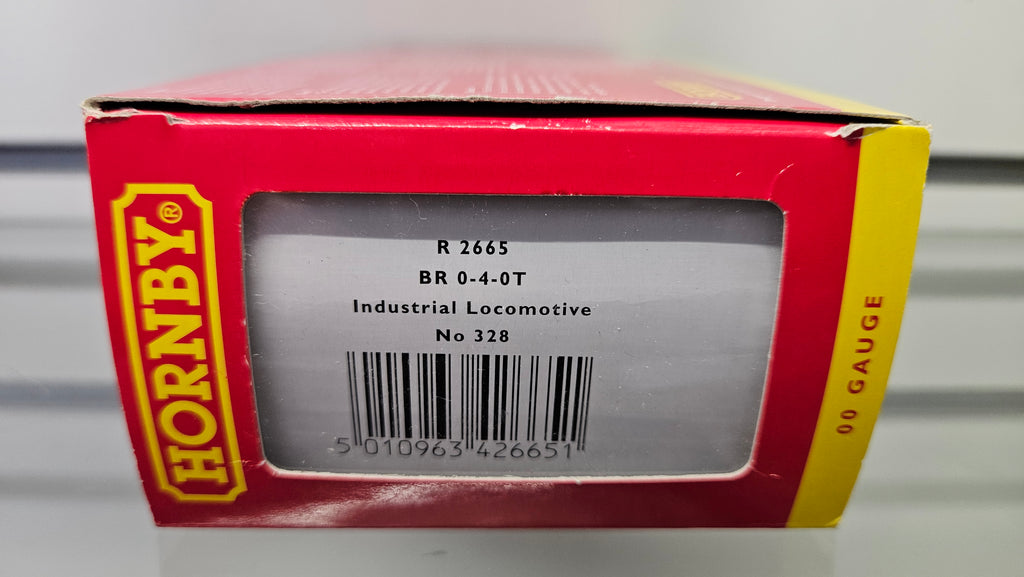 HORNBY®
R 2665
BR 0-4-0T
Industrial Locomotive
No 328
5 010963 426651
00 GAUGE